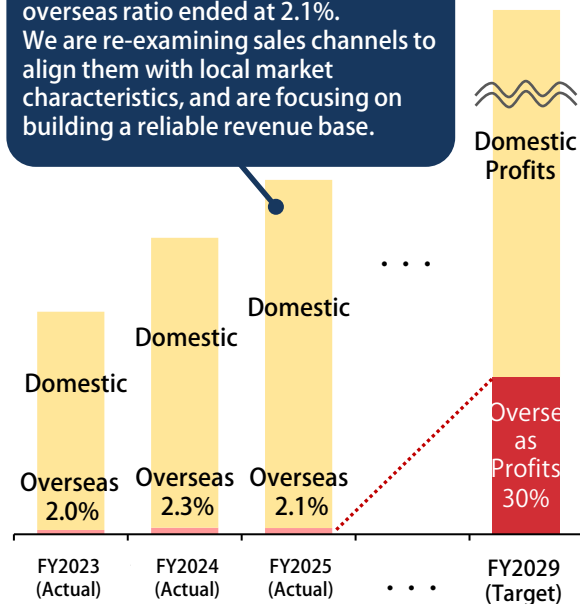 overseas ratio ended at 2.1%.
We are re-examining sales channels to
align them with local market
characteristics, and are focusing on
building a reliable revenue base.
Domestic
Profits
. . .
Domestic
Domestic
Domestic
Overseas
2.0%
Overseas
2.3%
Overseas
2.1%
Overse
as
Profits
30%
FY2023
(Actual)
FY2024
(Actual)
FY2025
(Actual)
. . .
FY2029
(Target)